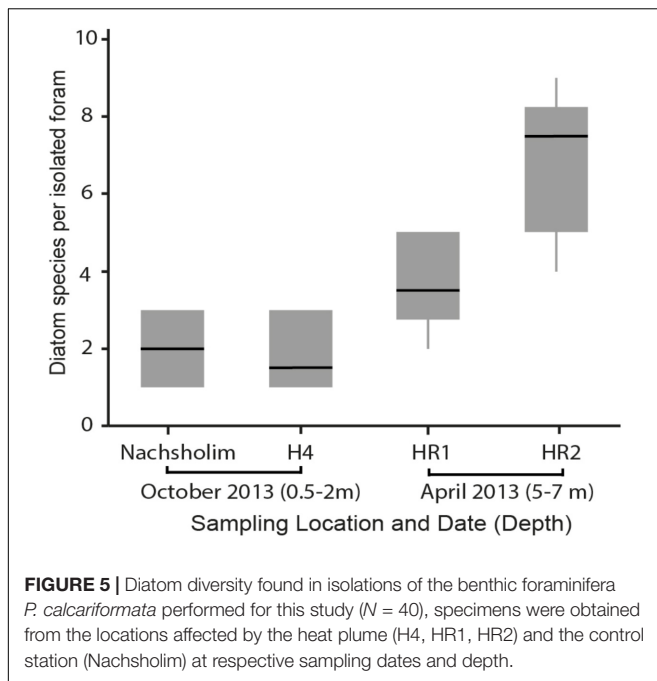 10
8
6
4
2
0
Diatom species per isolated foram
Nachsholim H4 HR1 HR2
October 2013 (0.5-2m) April 2013 (5-7 m)
Sampling Location and Date (Depth)
FIGURE 5 | Diatom diversity found in isolations of the benthic foraminifera
P. calcariformata performed for this study (N = 40), specimens were obtained
from the locations affected by the heat plume (H4, HR1, HR2) and the control
station (Nachsholim) at respective sampling dates and depth.